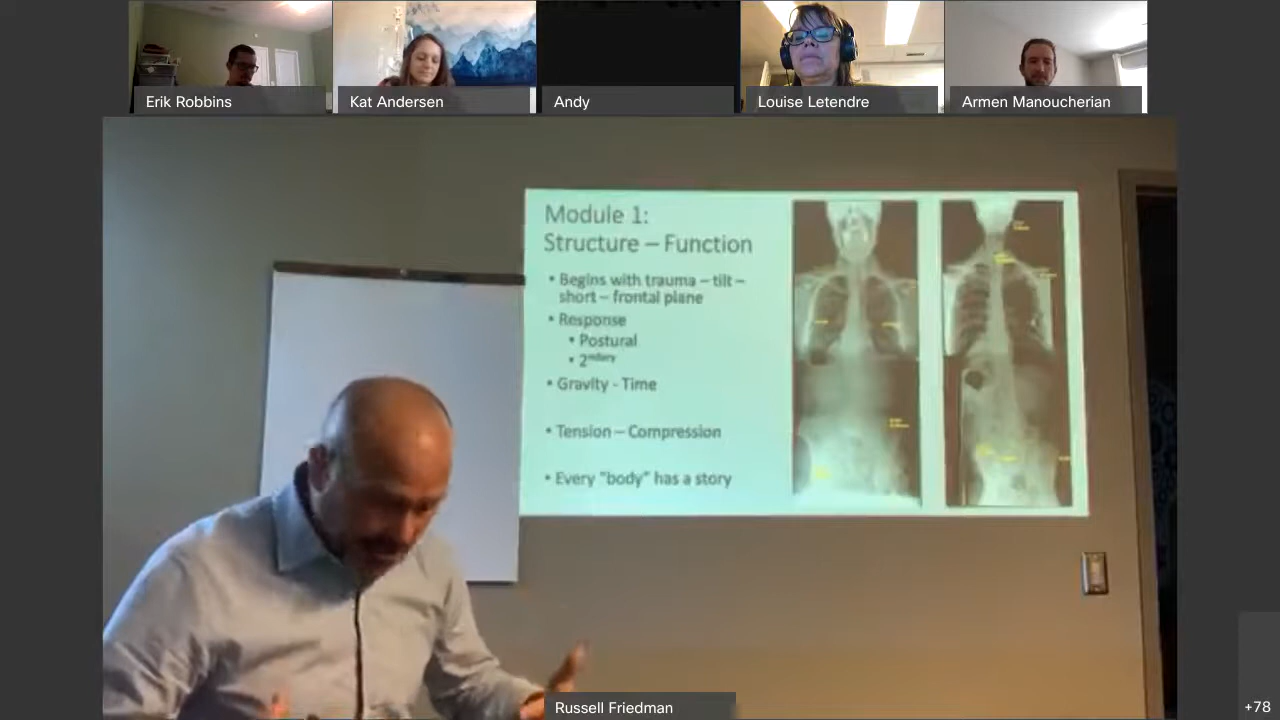 Erik Robbins
Kat Andersen
Andy
Louise Letendre
Armen Manoucherian
Module 1:
Structure – Function
• Begins with trauma – tilt –
short – frontal plane
• Response
• Postural
• 2ndary
• Gravity - Time
• Tension – Compression
• Every "body" has a story
Russell Friedman
+78